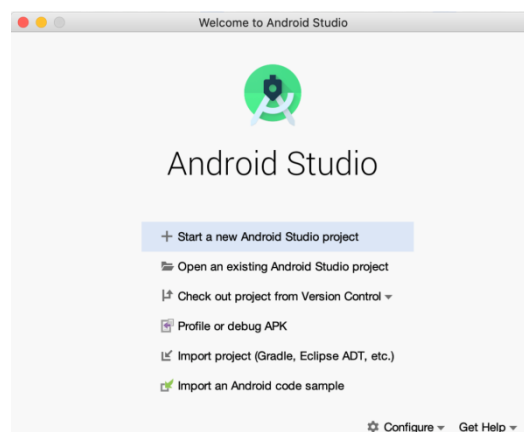 Welcome to Android Studio
Android Studio
Start a new Android Studio project
Open an existing Android Studio project
Check out project from Version Control
Profile or debug APK
Import project (Gradle, Eclipse ADT, etc.)
Import an Android code sample
Configure Get Help